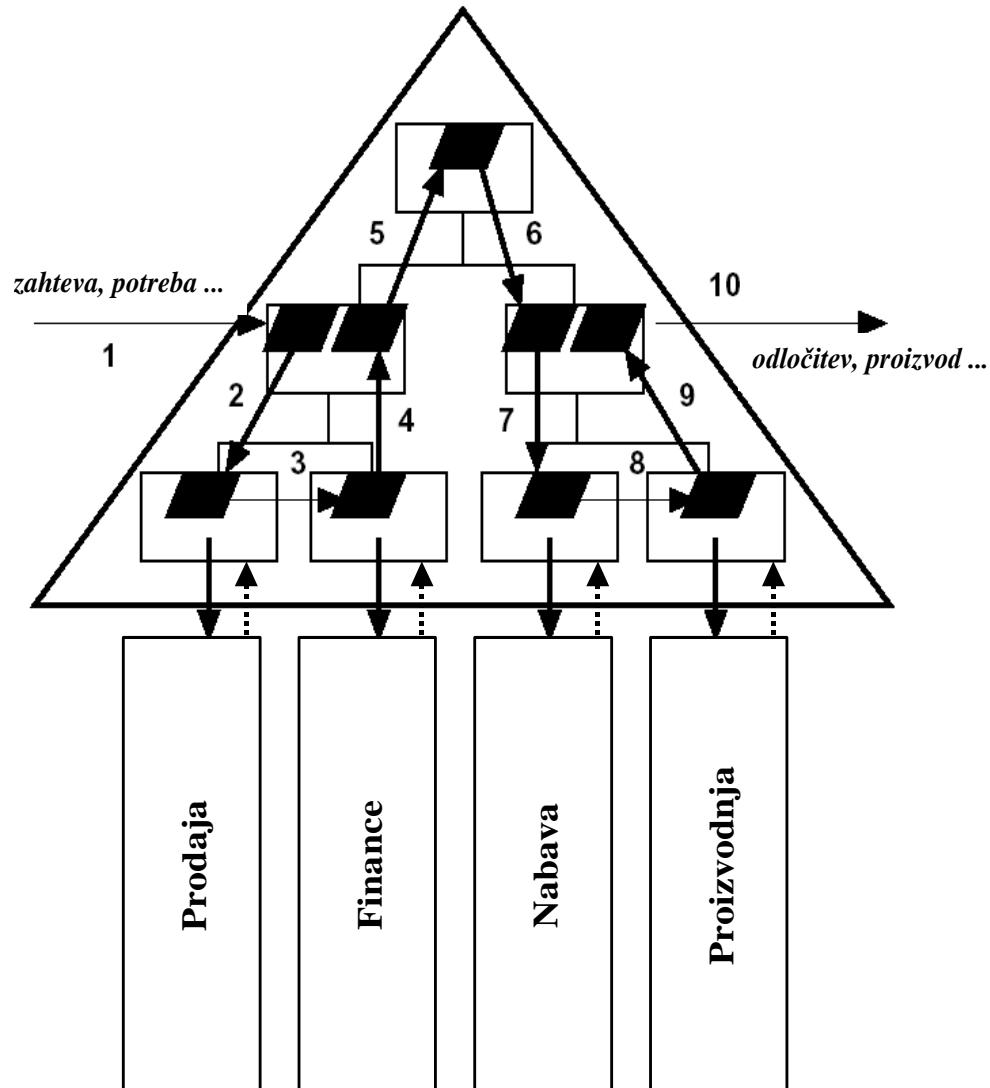 5
6
zahteva, potreba ...
10
1
odločitev, proizvod ...
2
4
7
9
3
8
Prodaja
Finance
Nabava
Proizvodnja